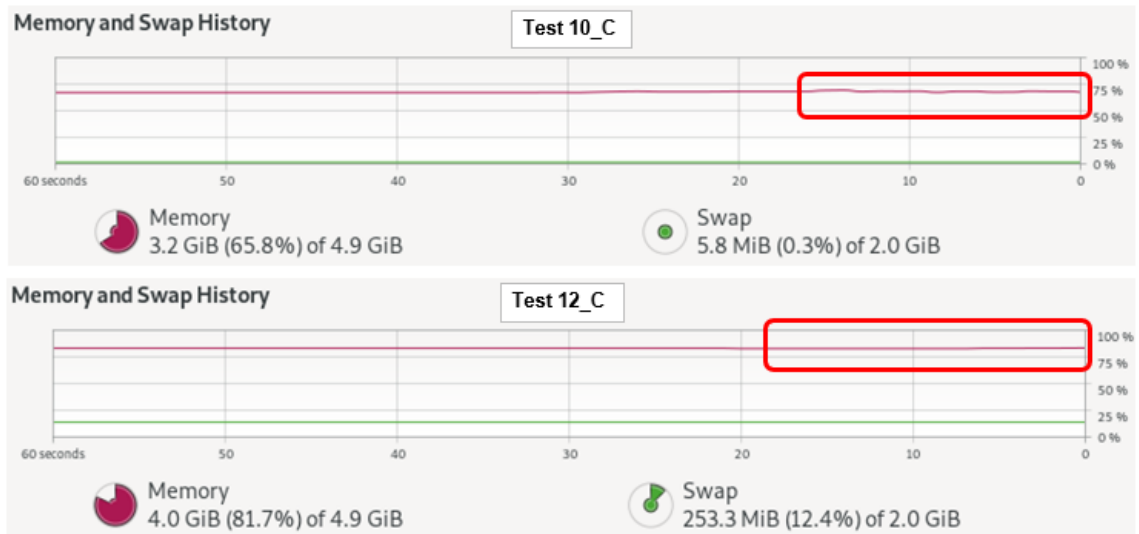 Memory and Swap History
Test 10_C
100 %
75 %
50 %
25 %
0 %
60 seconds 50 40 30 20 10 0
Memory
3.2 GiB (65.8%) of 4.9 GiB
Swap
5.8 MiB (0.3%) of 2.0 GiB
Memory and Swap History
Test 12_C
100 %
75 %
50 %
25 %
0 %
60 seconds 50 40 30 20 10 0
Memory
4.0 GiB (81.7%) of 4.9 GiB
Swap
253.3 MiB (12.4%) of 2.0 GiB